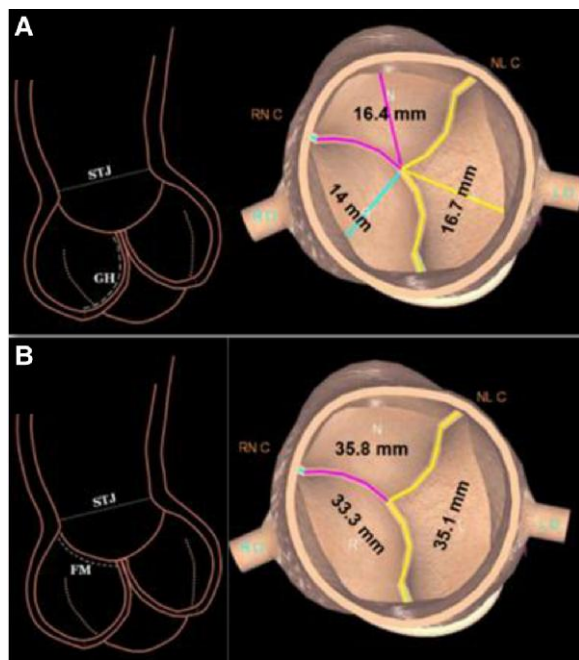 A
STJ
GH
NL C
RN C
N
16.4 mm
14 mm
16.7 mm
B
STJ
FM
NL C
RN C
N
35.8 mm
33.3 mm
R
35.1 mm